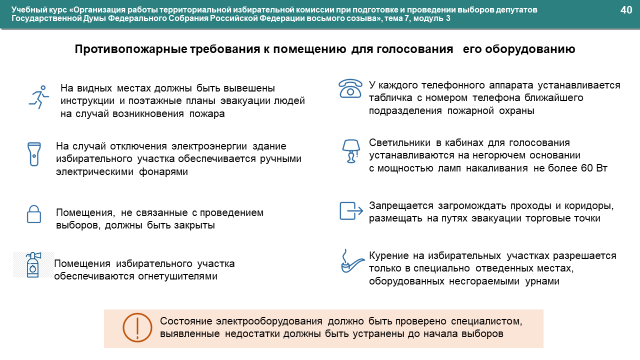 Учебный курс «Организация работы территориальной избирательной комиссии при подготовке и проведении выборов депутатов
Государственной Думы Федерального Собрания Российской Федерации восьмого созыва», тема 7, модуль 3
40
Противопожарные требования к помещению для голосования его оборудованию
На видных местах должны быть вывешены
инструкции и поэтажные планы эвакуации людей
на случай возникновения пожара
На случай отключения электроэнергии здание
избирательного участка обеспечивается ручными
электрическими фонарями
Помещения, не связанные с проведением
выборов, должны быть закрыты
Помещения избирательного участка
обеспечиваются огнетушителями
У каждого телефонного аппарата устанавливается
табличка с номером телефона ближайшего
подразделения пожарной охраны
Светильники в кабинах для голосования
устанавливаются на негорючем основании
с мощностью ламп накаливания не более 60 Вт
Запрещается загромождать проходы и коридоры,
размещать на путях эвакуации торговые точки
Курение на избирательных участках разрешается
только в специально отведенных местах,
оборудованных несгораемыми урнами
Состояние электрооборудования должно быть проверено специалистом,
выявленные недостатки должны быть устранены до начала выборов